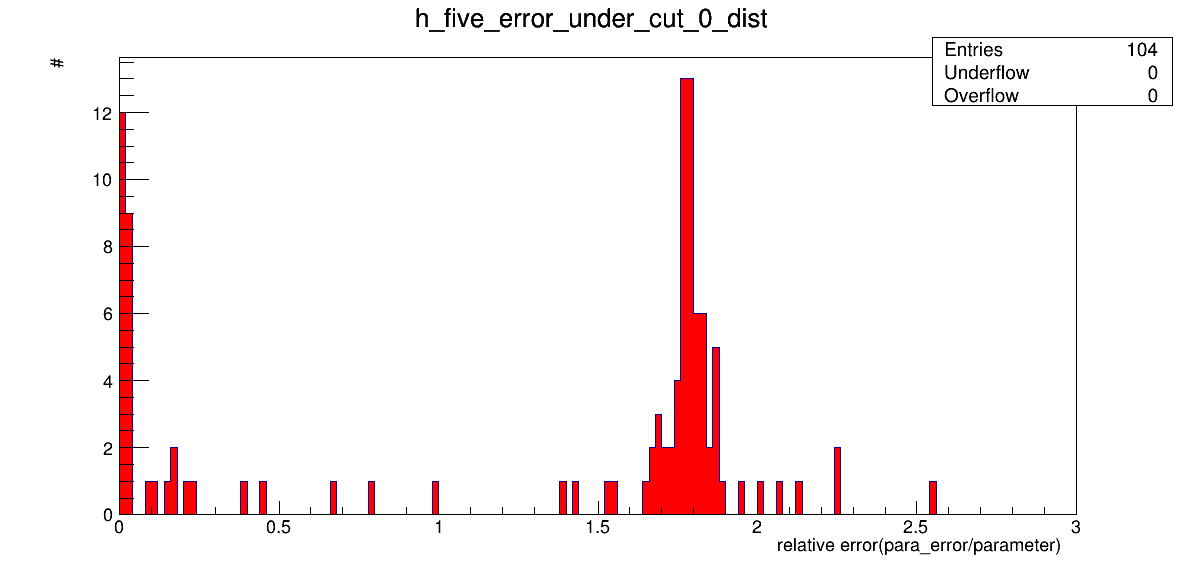 h_five_error_under_cut_0_dist
Entries 104
Underflow 0
Overflow 0
#
12
10
8
6
4
2
0
0 0.5 1 1.5 2 2.5 3
relative error(para_error/parameter)